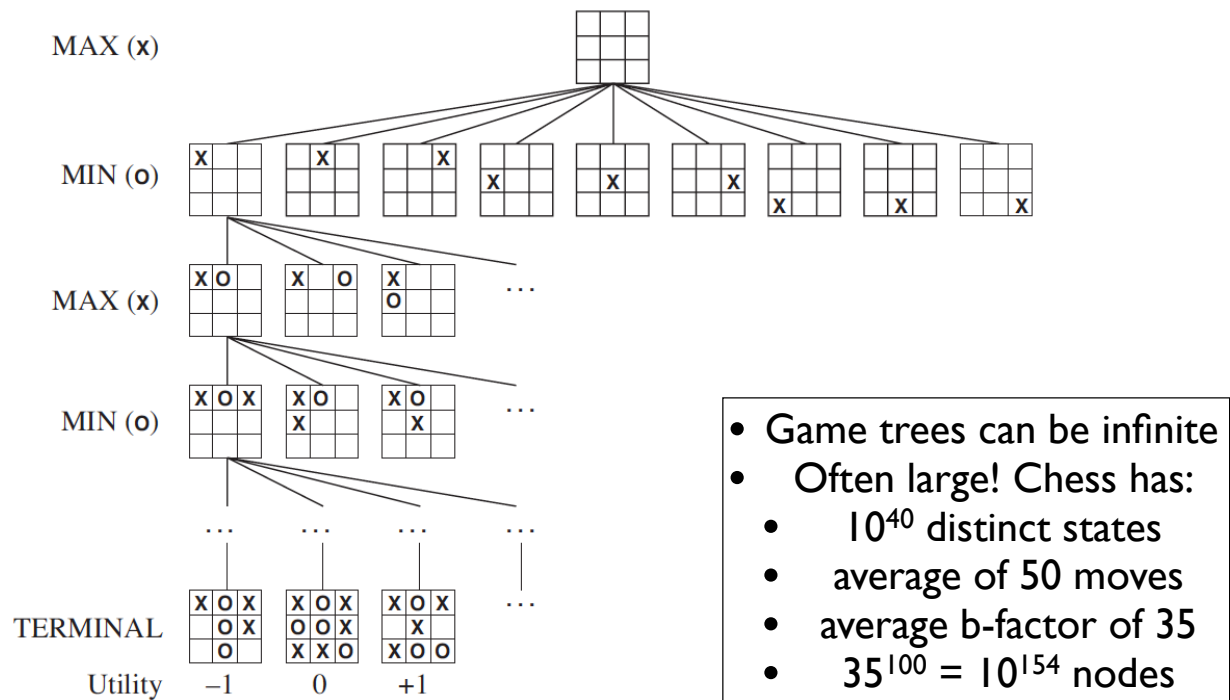 MAX (X)
MIN (O)
X X X X X X X X X
MAX (X)
X O X O X ...
O
MIN (O)
X O X X O X O ...
X X
... ... ... ...
TERMINAL
X O X X O X X O X ...
O X O O X X
O X X O X O O
Utility –1 0 +1
• Game trees can be infinite
• Often large! Chess has:
• 10⁴⁰ distinct states
• average of 50 moves
• average b-factor of 35
• 35¹⁰⁰ = 10¹⁵⁴ nodes